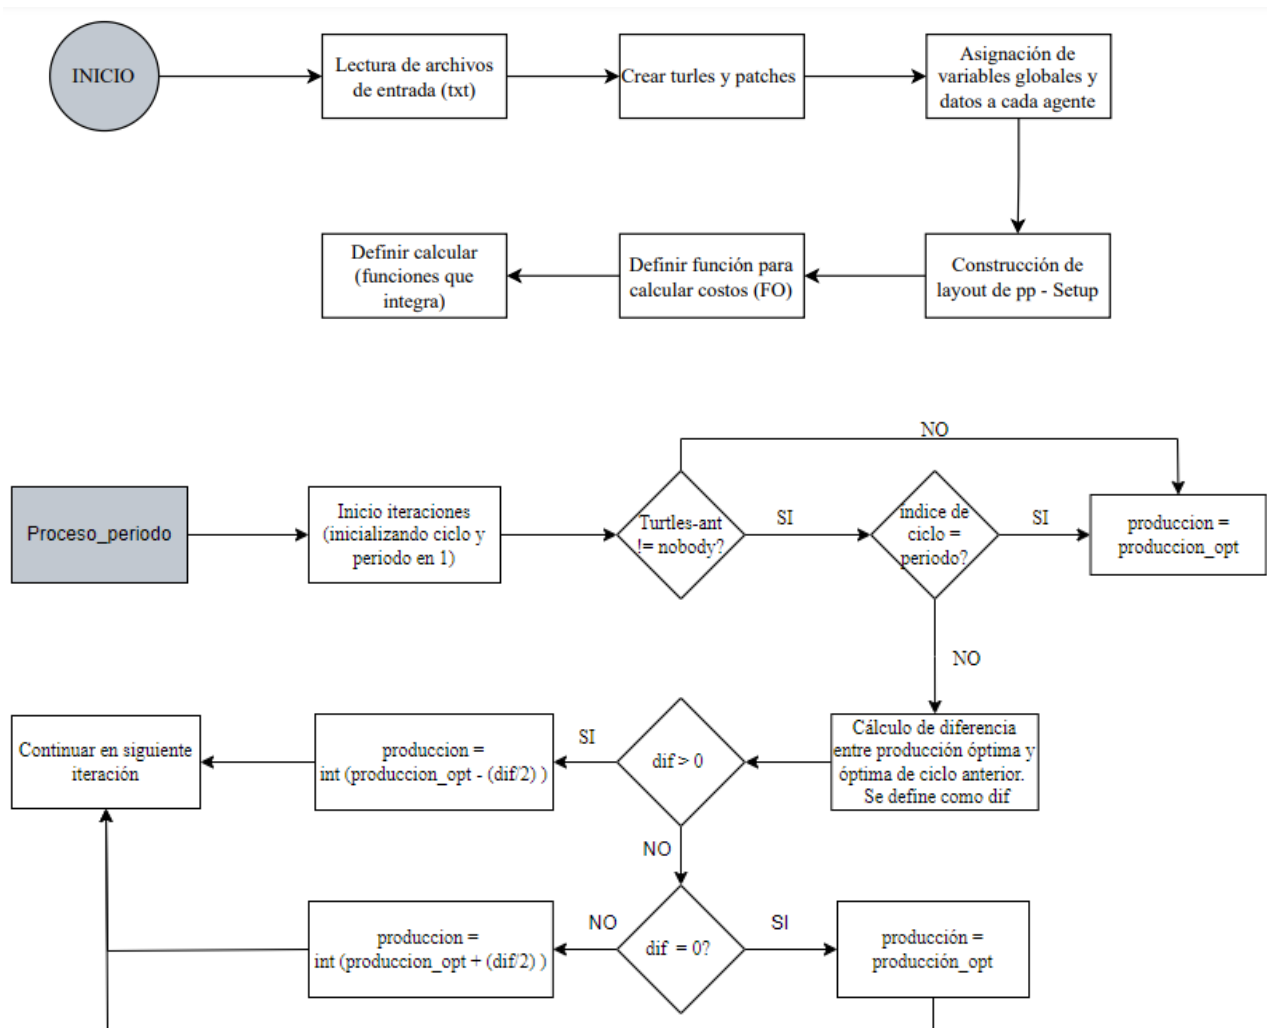 INICIO
Lectura de archivos
de entrada (txt)
Crear turles y patches
Asignación de
variables globales y
datos a cada agente
Definir calcular
(funciones que
integra)
Definir función para
calcular costos (FO)
Construcción de
layout de pp - Setup
NO
Proceso_periodo
Inicio iteraciones
(inicializando ciclo y
periodo en 1)
Turtles-ant
!= nobody?
SI
índice de
ciclo =
periodo?
SI
produccion =
produccion_opt
NO
Continuar en siguiente
iteración
produccion =
int (produccion_opt - (dif/2) )
SI
dif > 0
Cálculo de diferencia
entre producción óptima y
óptima de ciclo anterior.
Se define como dif
NO
produccion =
int (produccion_opt + (dif/2) )
NO
dif = 0?
SI
producción =
producción_opt